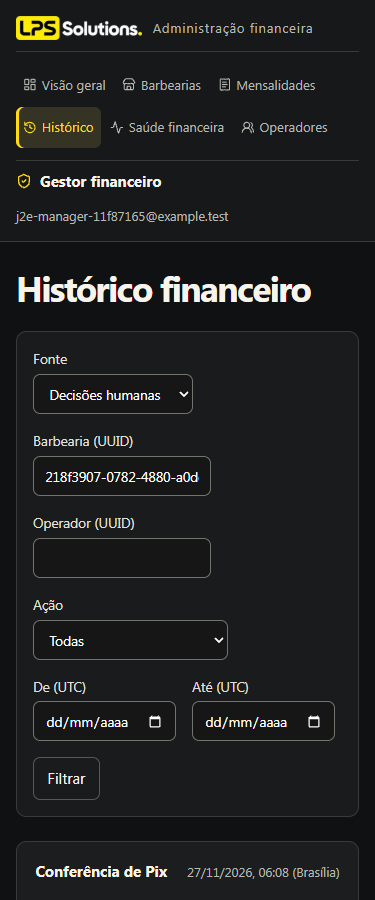 LPS Solutions. Administração financeira
Visão geral Barbearias Mensalidades
Histórico Saúde financeira Operadores
Gestor financeiro
j2e-manager-11f87165@example.test
Histórico financeiro
Fonte
Decisões humanas
Barbearia (UUID)
218f3907-0782-4880-a0d
Operador (UUID)
Ação
Todas
De (UTC) Até (UTC)
dd/mm/aaaa dd/mm/aaaa
Filtrar
Conferência de Pix 27/11/2026, 06:08 (Brasília)